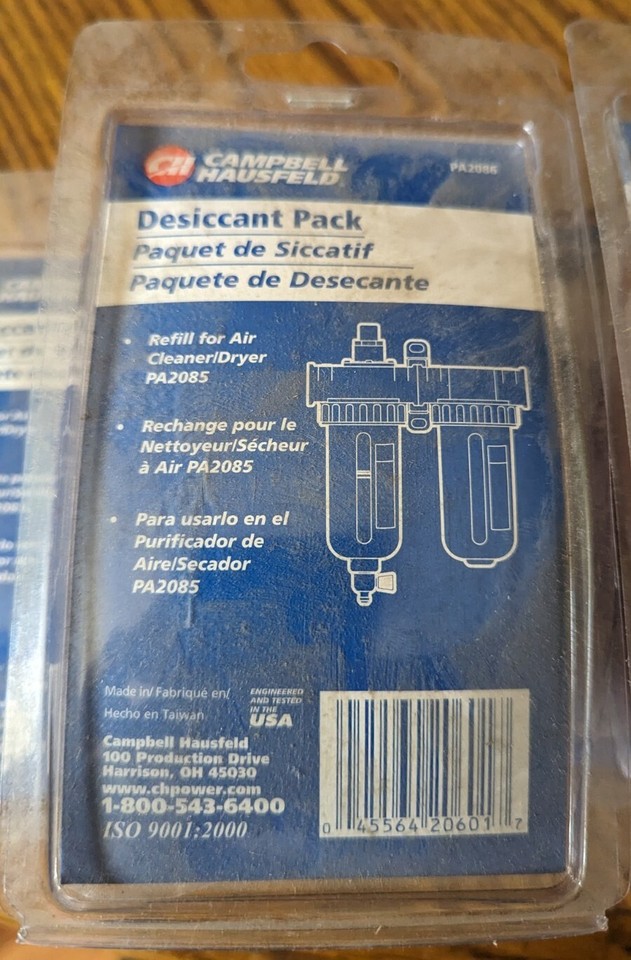 CH CAMPBELL
HAUSFELD
PA2086
Desiccant Pack
Paquet de Siccatif
Paquete de Desecante
• Refill for Air
Cleaner/Dryer
PA2085
• Rechange pour le
Nettoyeur/Sécheur
à Air PA2085
• Para usarlo en el
Purificador de
Aire/Secador
PA2085
Made in/ Fabriqué en/
Hecho en Taiwan
ENGINEERED
AND TESTED
IN THE
USA
Campbell Hausfeld
100 Production Drive
Harrison, OH 45030
www.chpower.com
1-800-543-6400
ISO 9001:2000
0 45564 20601 7